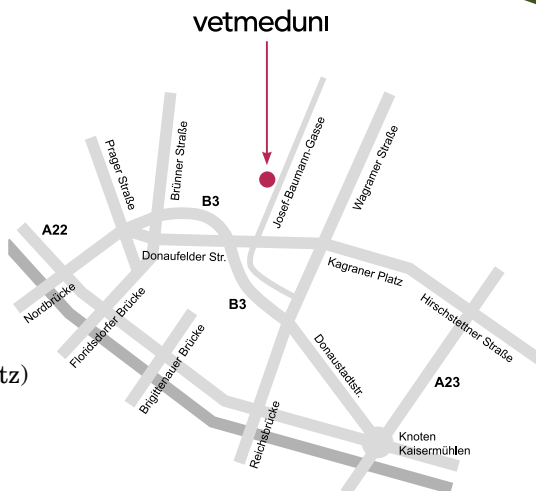 vetmeduni
Prager Straße
Brünner Straße
Josef-Baumann-Gasse
Wagramer Straße
B3
A22
Donaufelder Str.
Kagraner Platz
Nordbrücke
B3
Hirschstettner Straße
Floridsdorfer Brücke
Brigittenauer Brücke
Donaustadtstr.
tz)
A23
Reichsbrücke
Knoten
Kaisermühlen